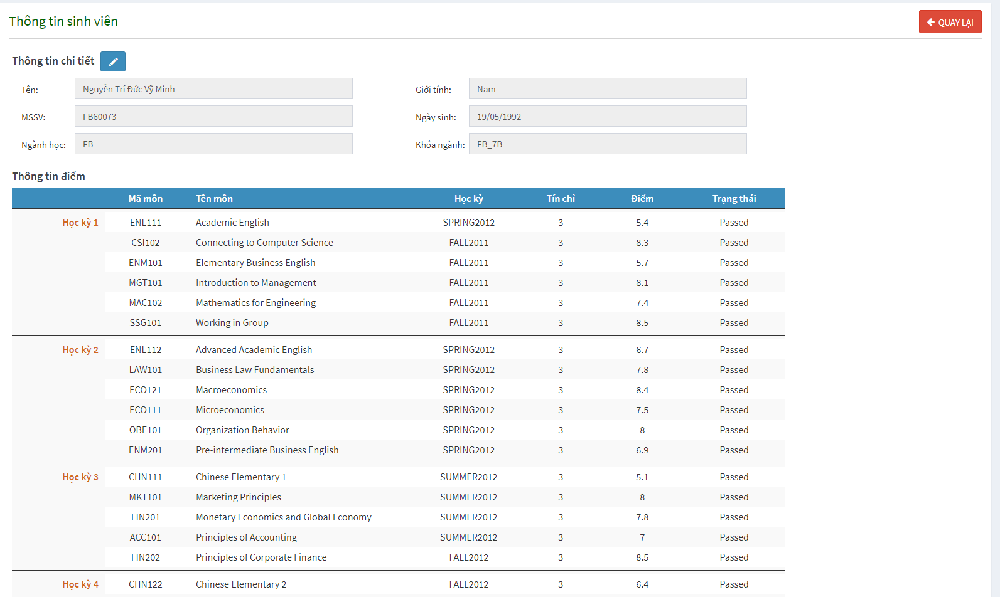 Thông tin sinh viên
QUAY LẠI
Thông tin chi tiết
Tên: Nguyễn Trí Đức Vỹ Minh Giới tính: Nam
MSSV: FB60073 Ngày sinh: 19/05/1992
Ngành học: FB Khóa ngành: FB_7B
Thông tin điểm
Mã môn Tên môn Học kỳ Tín chỉ Điểm Trạng thái
Học kỳ 1 ENL111 Academic English SPRING2012 3 5.4 Passed
CSI102 Connecting to Computer Science FALL2011 3 8.3 Passed
ENM101 Elementary Business English FALL2011 3 5.7 Passed
MGT101 Introduction to Management FALL2011 3 8.1 Passed
MAC102 Mathematics for Engineering FALL2011 3 7.4 Passed
SSG101 Working in Group FALL2011 3 8.5 Passed
Học kỳ 2 ENL112 Advanced Academic English SPRING2012 3 6.7 Passed
LAW101 Business Law Fundamentals SPRING2012 3 7.8 Passed
ECO121 Macroeconomics SPRING2012 3 8.4 Passed
ECO111 Microeconomics SPRING2012 3 7.5 Passed
OBE101 Organization Behavior SPRING2012 3 8 Passed
ENM201 Pre-intermediate Business English SPRING2012 3 6.9 Passed
Học kỳ 3 CHN111 Chinese Elementary 1 SUMMER2012 3 5.1 Passed
MKT101 Marketing Principles SUMMER2012 3 8 Passed
FIN201 Monetary Economics and Global Economy SUMMER2012 3 7.8 Passed
ACC101 Principles of Accounting SUMMER2012 3 7 Passed
FIN202 Principles of Corporate Finance FALL2012 3 8.5 Passed
Học kỳ 4 CHN122 Chinese Elementary 2 FALL2012 3 6.4 Passed